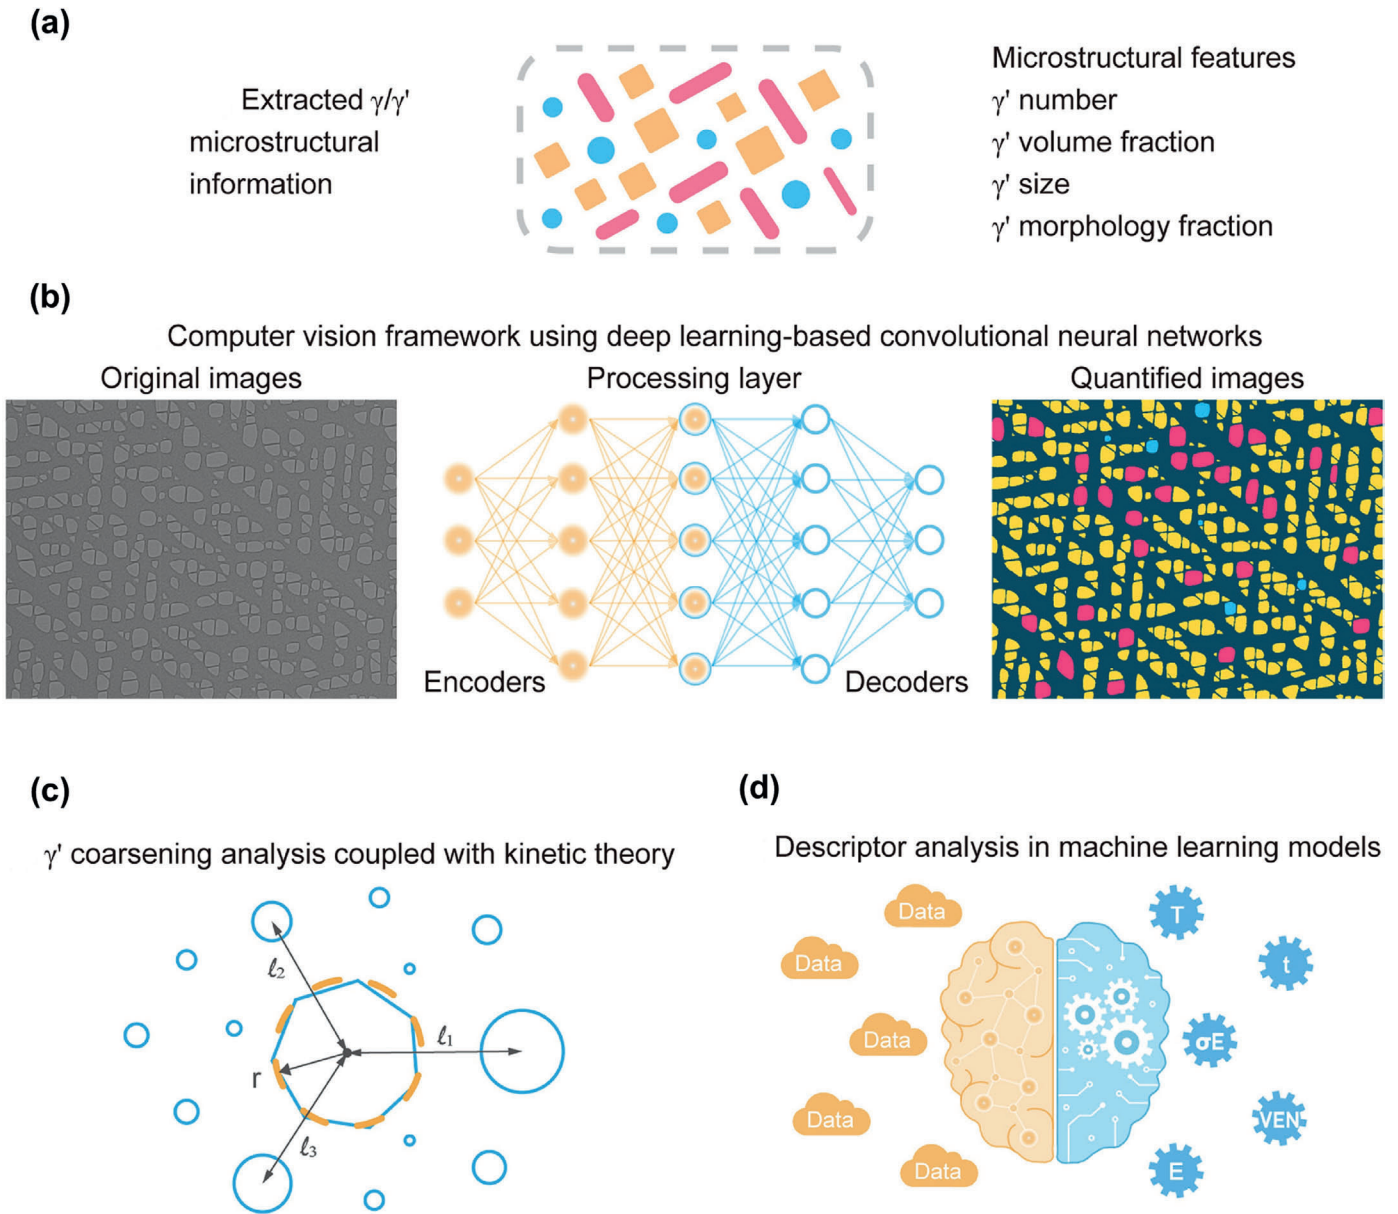 (a)
Extracted γ/γ'
microstructural
information
Microstructural features
γ' number
γ' volume fraction
γ' size
γ' morphology fraction
(b)
Computer vision framework using deep learning-based convolutional neural networks
Original images
Processing layer
Quantified images
Encoders
Decoders
(c)
γ' coarsening analysis coupled with kinetic theory
ℓ2
ℓ1
r
ℓ3
(d)
Descriptor analysis in machine learning models
Data
Data
Data
Data
Data
T
t
σE
VEN
E